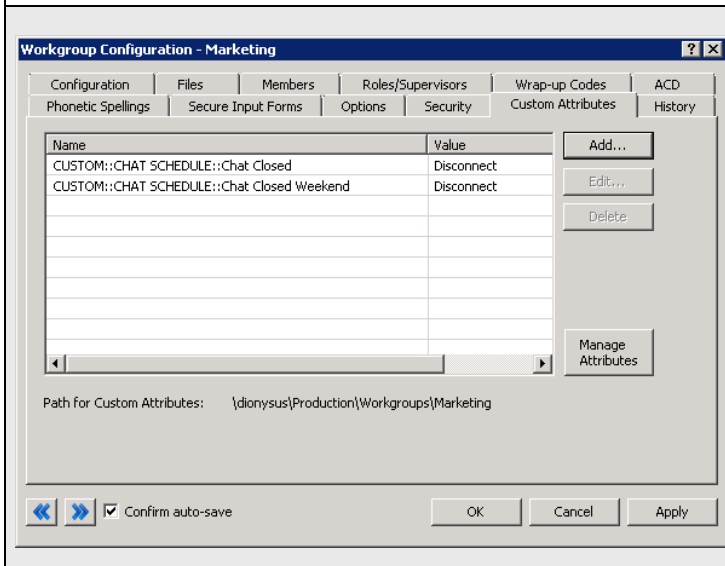 Workgroup Configuration - Marketing
Configuration Files Members Roles/Supervisors Wrap-up Codes ACD
Phonetic Spellings Secure Input Forms Options Security Custom Attributes History
Name Value
CUSTOM::CHAT SCHEDULE::Chat Closed Disconnect
CUSTOM::CHAT SCHEDULE::Chat Closed Weekend Disconnect
Add...
Edit...
Delete
Manage
Attributes
Path for Custom Attributes: \dionysus\Production\Workgroups\Marketing
Confirm auto-save OK Cancel Apply